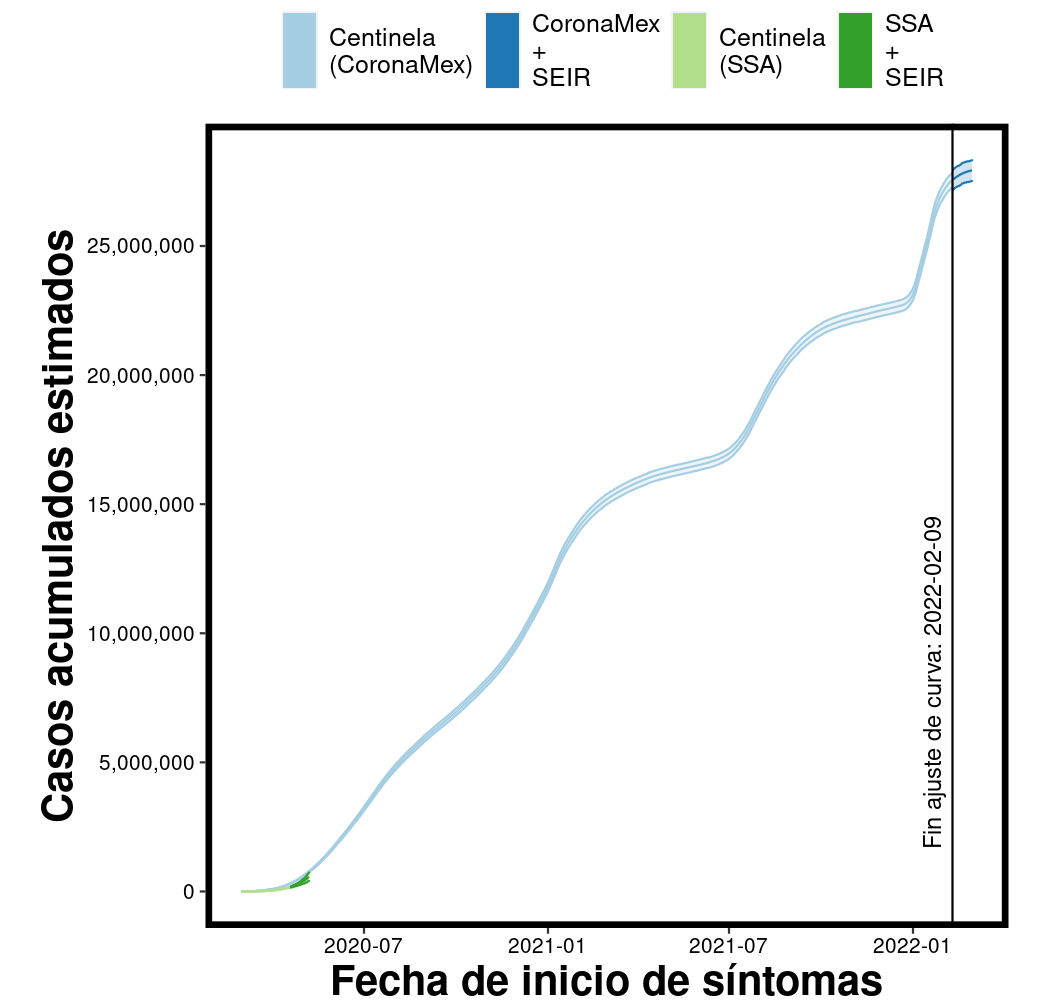 Centinela
(CoronaMex)
CoronaMex
+
SEIR
Centinela
(SSA)
SSA
+
SEIR
Casos acumulados estimados
25,000,000
20,000,000
15,000,000
10,000,000
5,000,000
0
Fin ajuste de curva: 2022-02-09
2020-07
2021-01
2021-07
2022-01
Fecha de inicio de síntomas